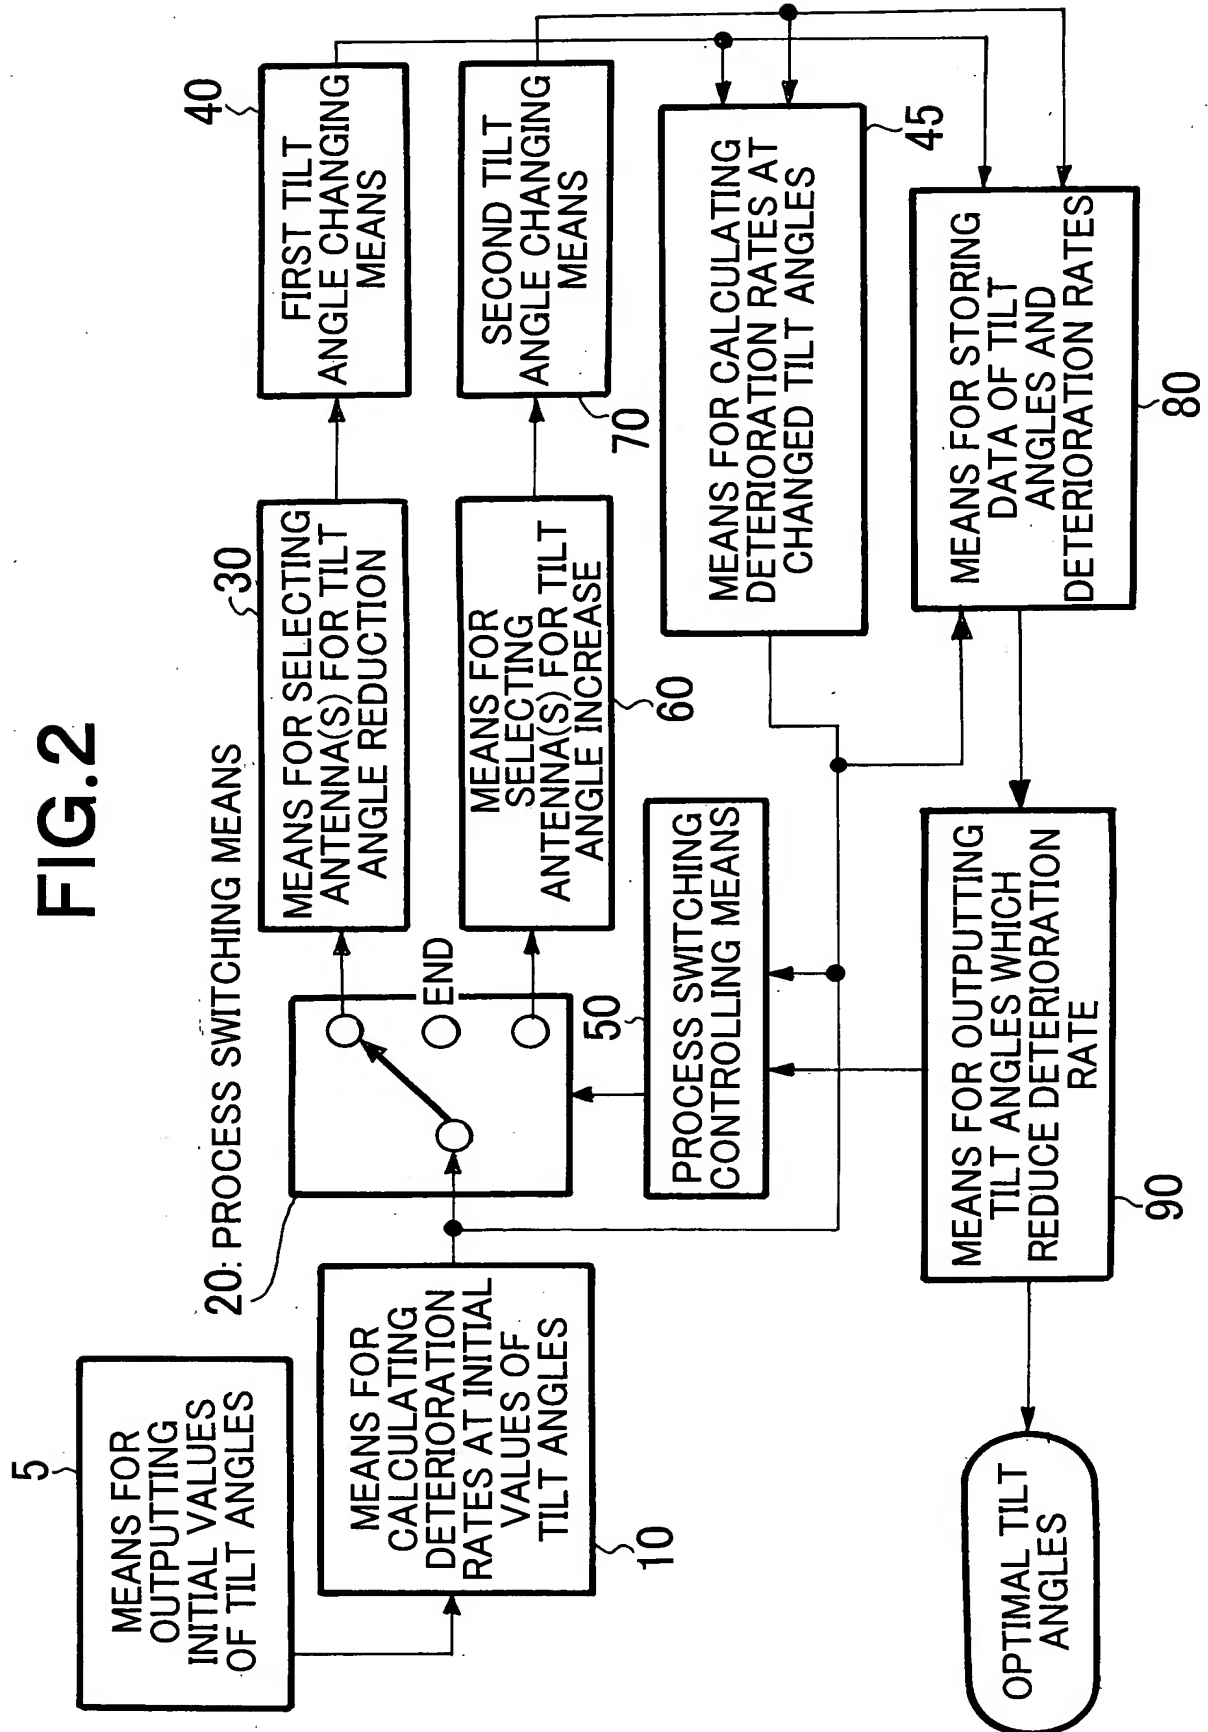 FIG.2
5
MEANS FOR
OUTPUTTING
INITIAL VALUES
OF TILT ANGLES
MEANS FOR
CALCULATING
DETERIORATION
RATES AT INITIAL
VALUES OF
TILT ANGLES
10
20: PROCESS SWITCHING MEANS
END
30
MEANS FOR SELECTING
ANTENNA(S) FOR TILT
ANGLE REDUCTION
40
FIRST TILT
ANGLE CHANGING
MEANS
MEANS FOR
SELECTING
ANTENNA(S) FOR TILT
ANGLE INCREASE
60
SECOND TILT
ANGLE CHANGING
MEANS
70
50
PROCESS SWITCHING
CONTROLLING MEANS
MEANS FOR CALCULATING
DETERIORATION RATES AT
CHANGED TILT ANGLES
45
MEANS FOR OUTPUTTING
TILT ANGLES WHICH
REDUCE DETERIORATION
RATE
90
MEANS FOR STORING
DATA OF TILT
ANGLES AND
DETERIORATION RATES
80
OPTIMAL TILT
ANGLES